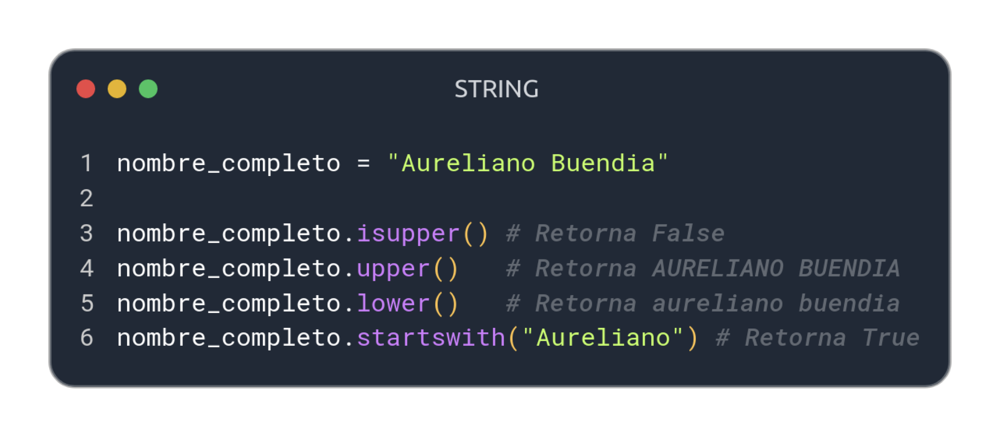 STRING
1 nombre_completo = "Aureliano Buendia"
2
3 nombre_completo.isupper() # Retorna False
4 nombre_completo.upper()   # Retorna AURELIANO BUENDIA
5 nombre_completo.lower()   # Retorna aureliano buendia
6 nombre_completo.startswith("Aureliano") # Retorna True